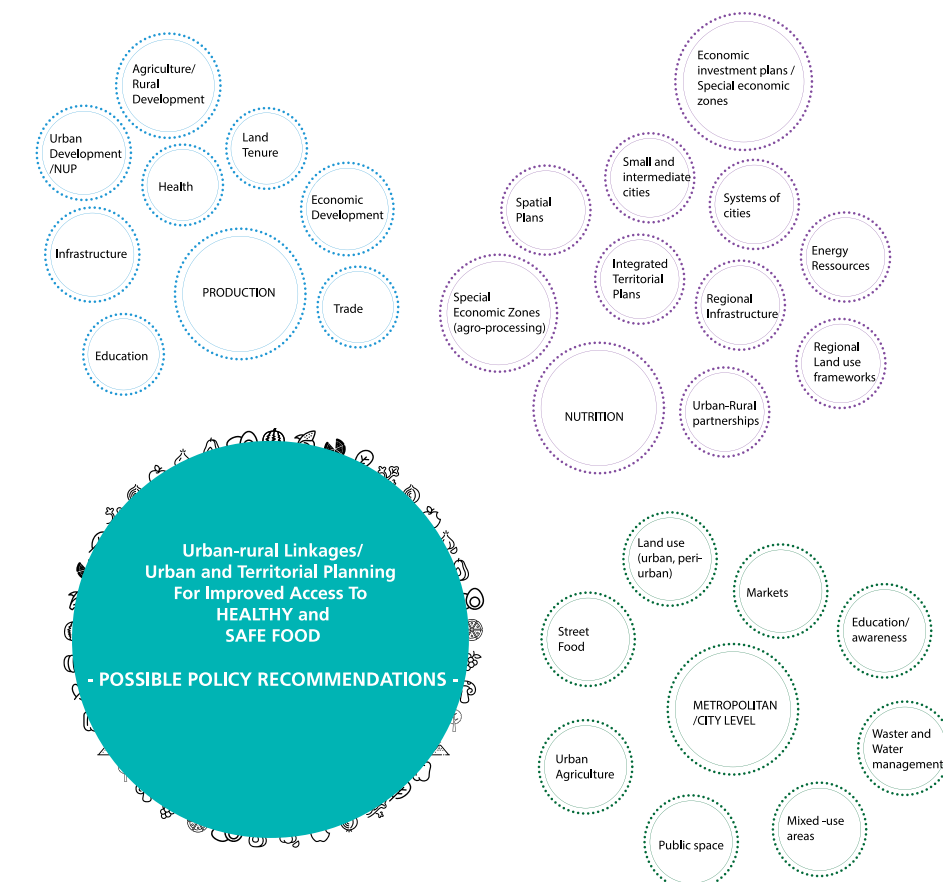 Agriculture/
Rural
Development
Urban
Development
/NUP
Land
Tenure
Health
Economic
Development
Infrastructure
PRODUCTION
Trade
Education
Economic
investment plans /
Special economic
zones
Small and
intermediate
cities
Systems of
cities
Spatial
Plans
Energy
Ressources
Integrated
Territorial
Plans
Special
Economic Zones
(agro-processing)
Regional
Infrastructure
Regional
Land use
frameworks
NUTRITION
Urban-Rural
partnerships
Urban-rural Linkages/
Urban and Territorial Planning
For Improved Access To
HEALTHY and
SAFE FOOD
- POSSIBLE POLICY RECOMMENDATIONS -
Land use
(urban, peri-
urban)
Markets
Education/
awareness
Street
Food
METROPOLITAN
/CITY LEVEL
Waster and
Water
management
Urban
Agriculture
Mixed -use
areas
Public space